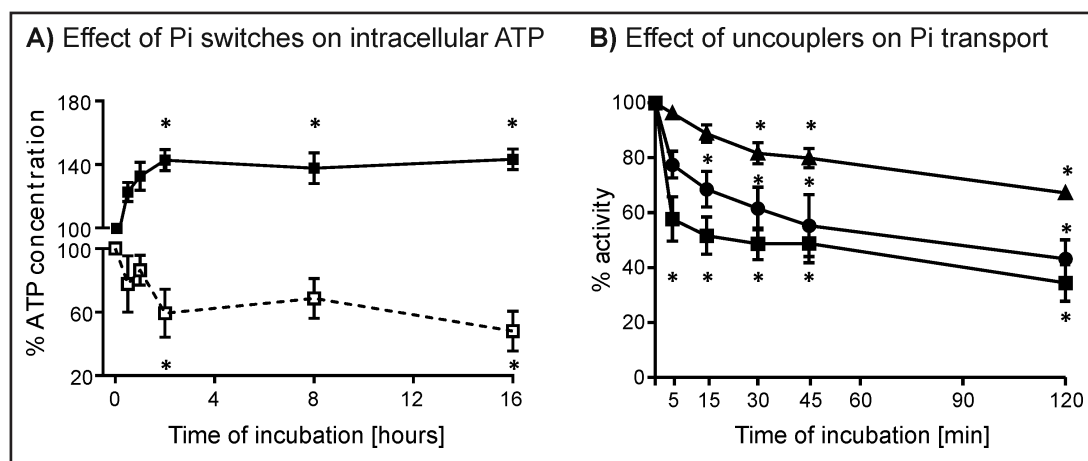 A) Effect of Pi switches on intracellular ATP
% ATP concentration
180
140
100
100
60
20
* * *
* *
0 4 8 12 16
Time of incubation [hours]
B) Effect of uncouplers on Pi transport
% activity
100
80
60
40
20
0
* *
*
* * *
*
* * * *
*
5 15 30 45 60 90 120
Time of incubation [min]